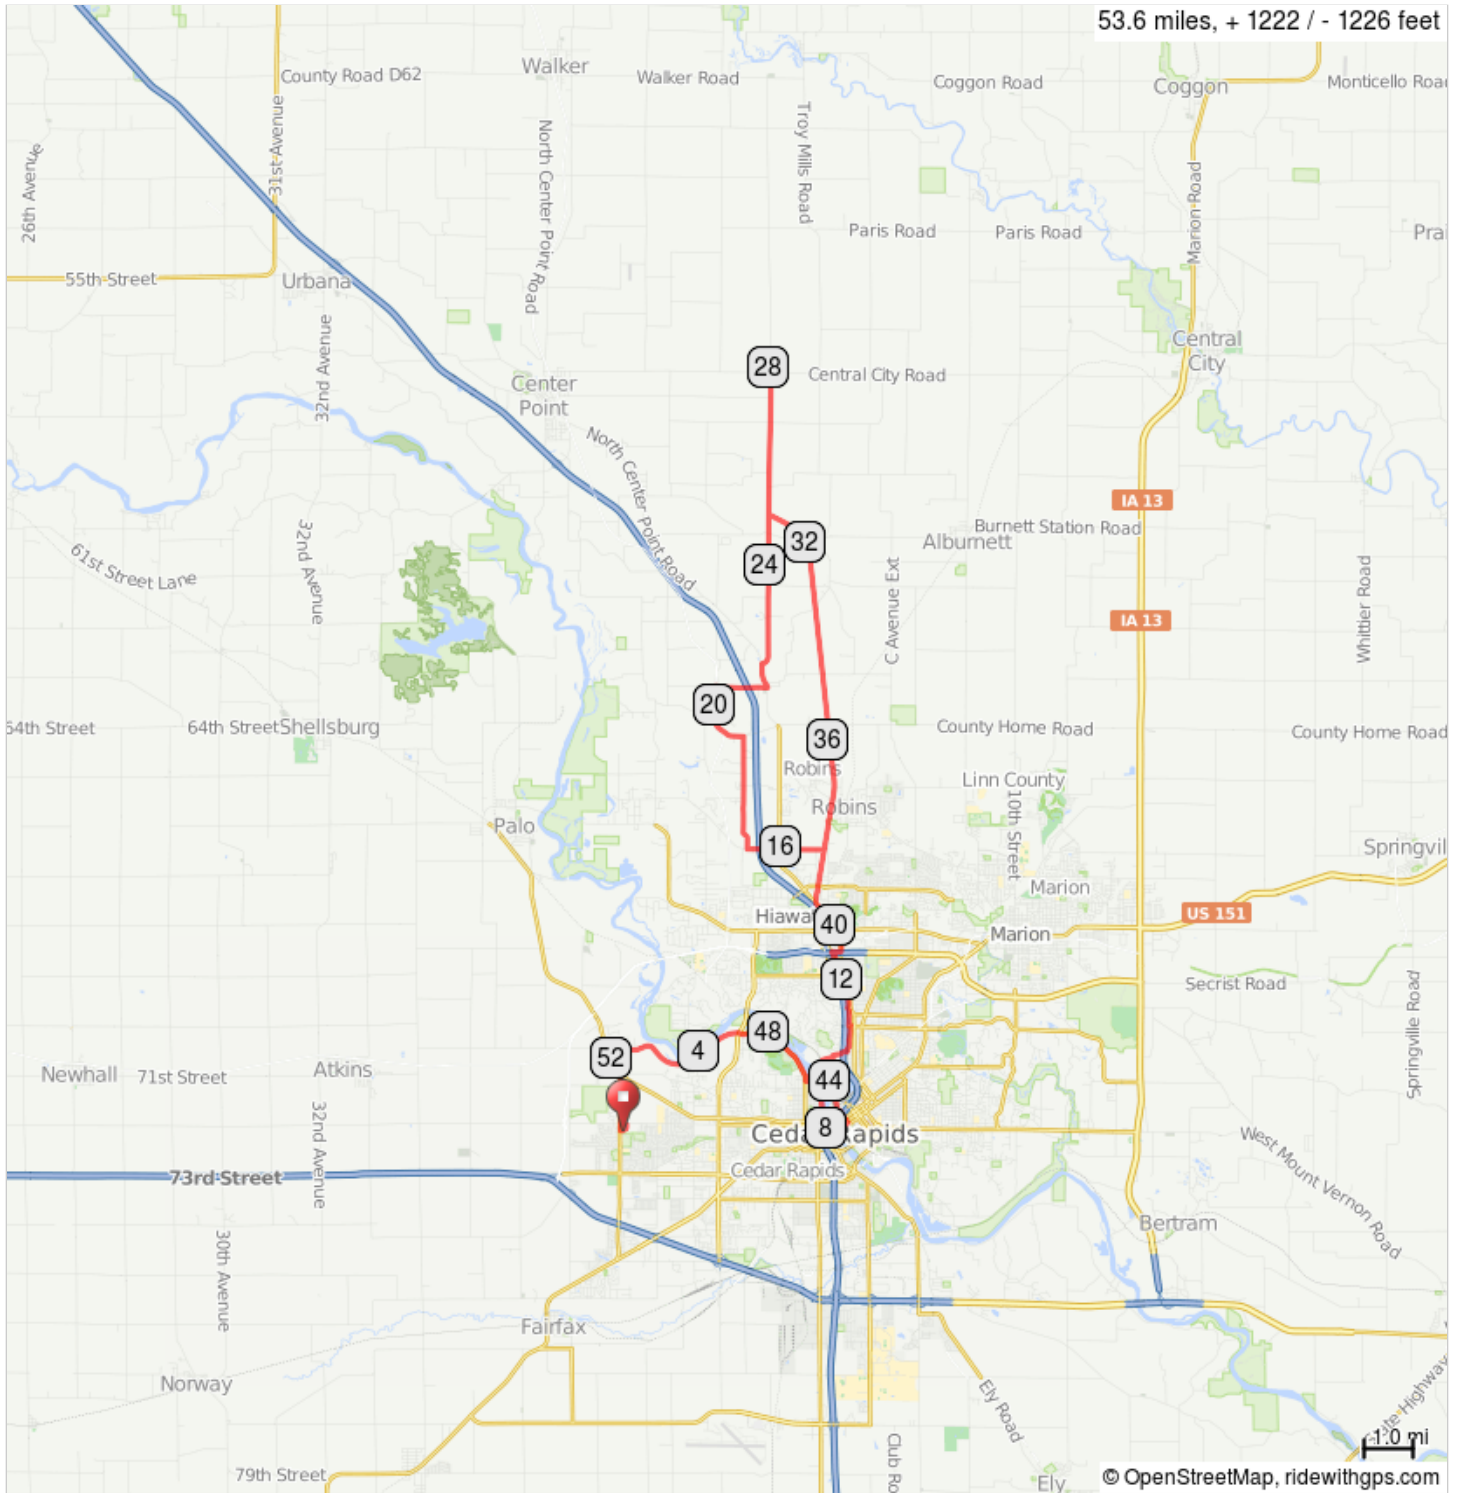 53.6 miles, + 1222 / - 1226 feet
County Road D62
Walker
Walker Road
Coggon Road
Coggon
Monticello Roa
26th Avenue
31st Avenue
North Center Point Road
Troy Mills Road
Marion Road
Paris Road
Paris Road
Prai
55th Street
Urbana
32nd Avenue
Center
Point
28
Central City Road
Central
City
North Center Point Road
IA 13
Burnett Station Road
Alburnett
32
24
61st Street Lane
32nd Avenue
C Avenue Ext
Whittier Road
IA 13
20
64th Street
64th Street
Shellsburg
36
County Home Road
County Home Road
Robins
Linn County
Robins
10th Street
Palo
16
Springvil
Marion
Hiawa
40
US 151
Marion
12
Secrist Road
Springville Road
48
4
52
Newhall
71st Street
Atkins
44
32nd Avenue
8
Cedar Rapids
Cedar Rapids
73rd Street
West Mount Vernon Road
Bertram
30th Avenue
Fairfax
Norway
Ely Road
Club Ro
79th Street
Ely
ate Highway
1.0 mi
© OpenStreetMap, ridewithgps.com